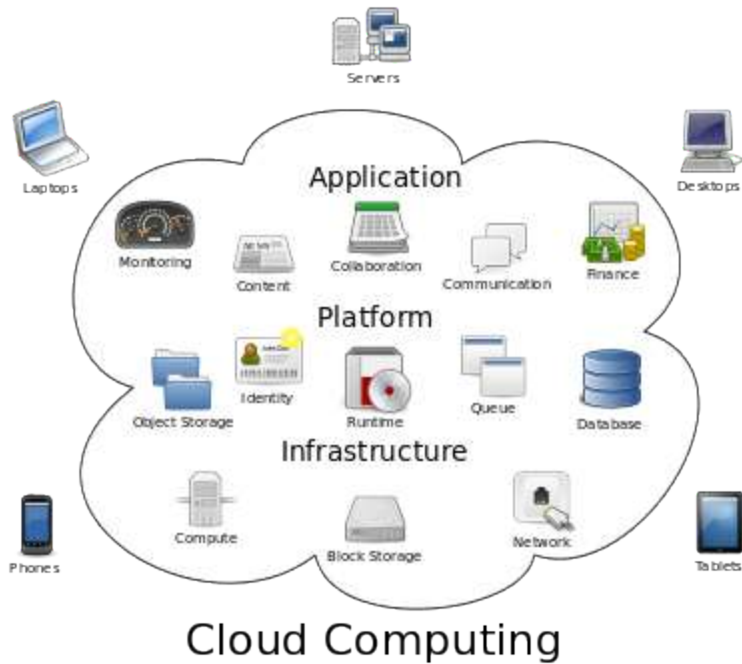 Servers
Laptops
Desktops
Application
Monitoring
Content
Collaboration
Communication
Finance
Platform
Object Storage
Identity
Runtime
Queue
Database
Infrastructure
Compute
Block Storage
Network
Phones
Tablets
Cloud Computing